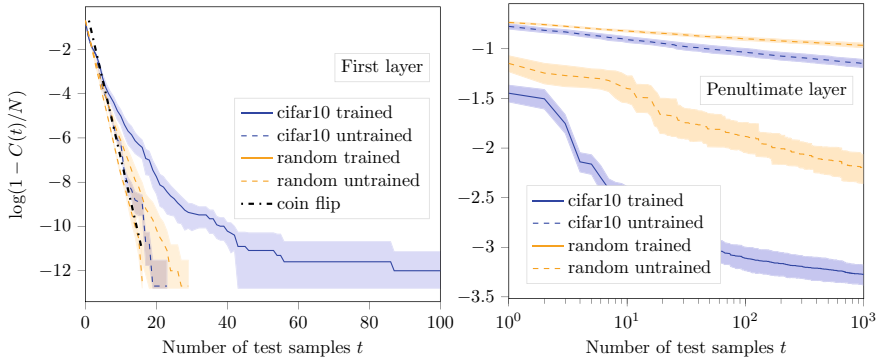 log(1 − C(t)/N)
−2
−4
−6
−8
−10
−12
0 20 40 60 80 100
Number of test samples t
First layer
cifar10 trained
cifar10 untrained
random trained
random untrained
coin flip
−1
−1.5
−2
−2.5
−3
−3.5
10^0 10^1 10^2 10^3
Number of test samples t
Penultimate layer
cifar10 trained
cifar10 untrained
random trained
random untrained